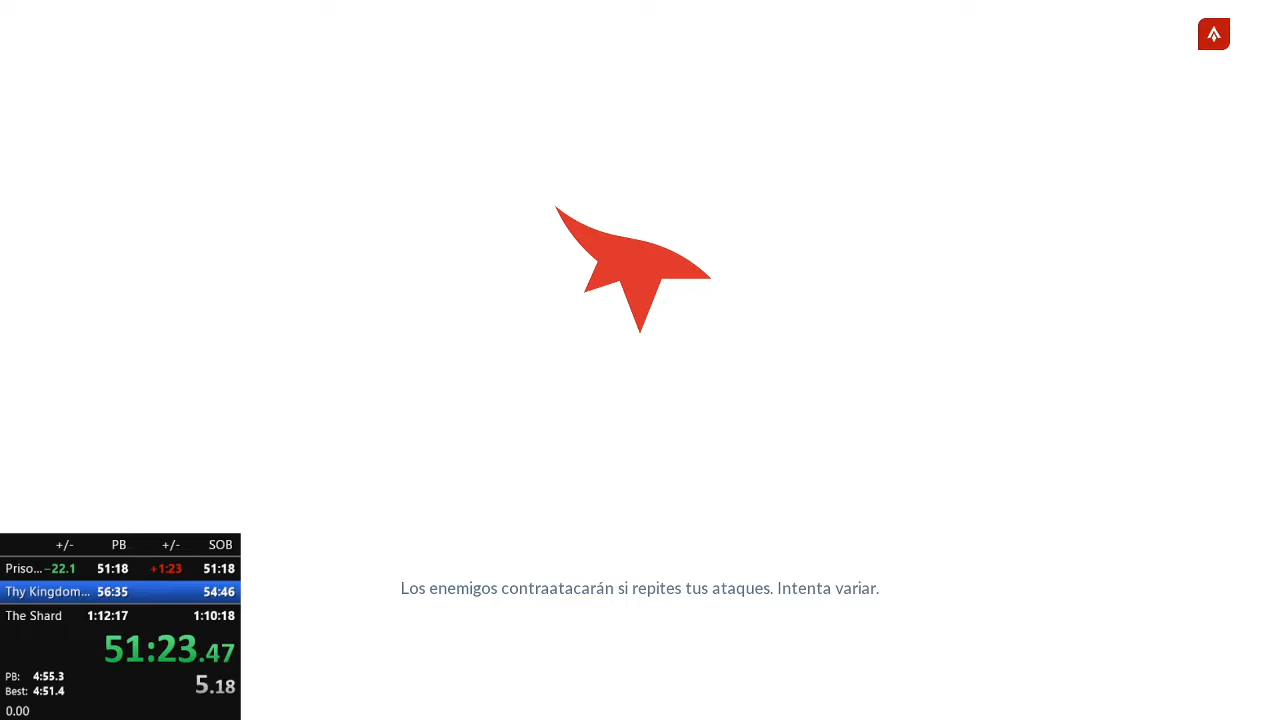 Los enemigos contraatacarán si repites tus ataques. Intenta variar.
+/- PB +/- SOB
Priso... −22.1 51:18 +1:23 51:18
Thy Kingdom... 56:35 54:46
The Shard 1:12:17 1:10:18
51:23.47
PB: 4:55.3
5.18
Best: 4:51.4
0.00